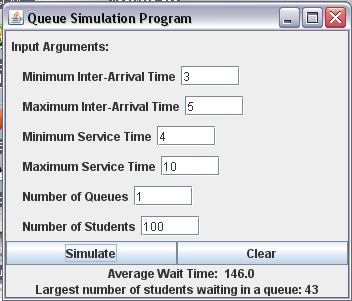 Queue Simulation Program
Input Arguments:
Minimum Inter-Arrival Time 3
Maximum Inter-Arrival Time 5
Minimum Service Time 4
Maximum Service Time 10
Number of Queues 1
Number of Students 100
Simulate Clear
Average Wait Time: 146.0
Largest number of students waiting in a queue: 43